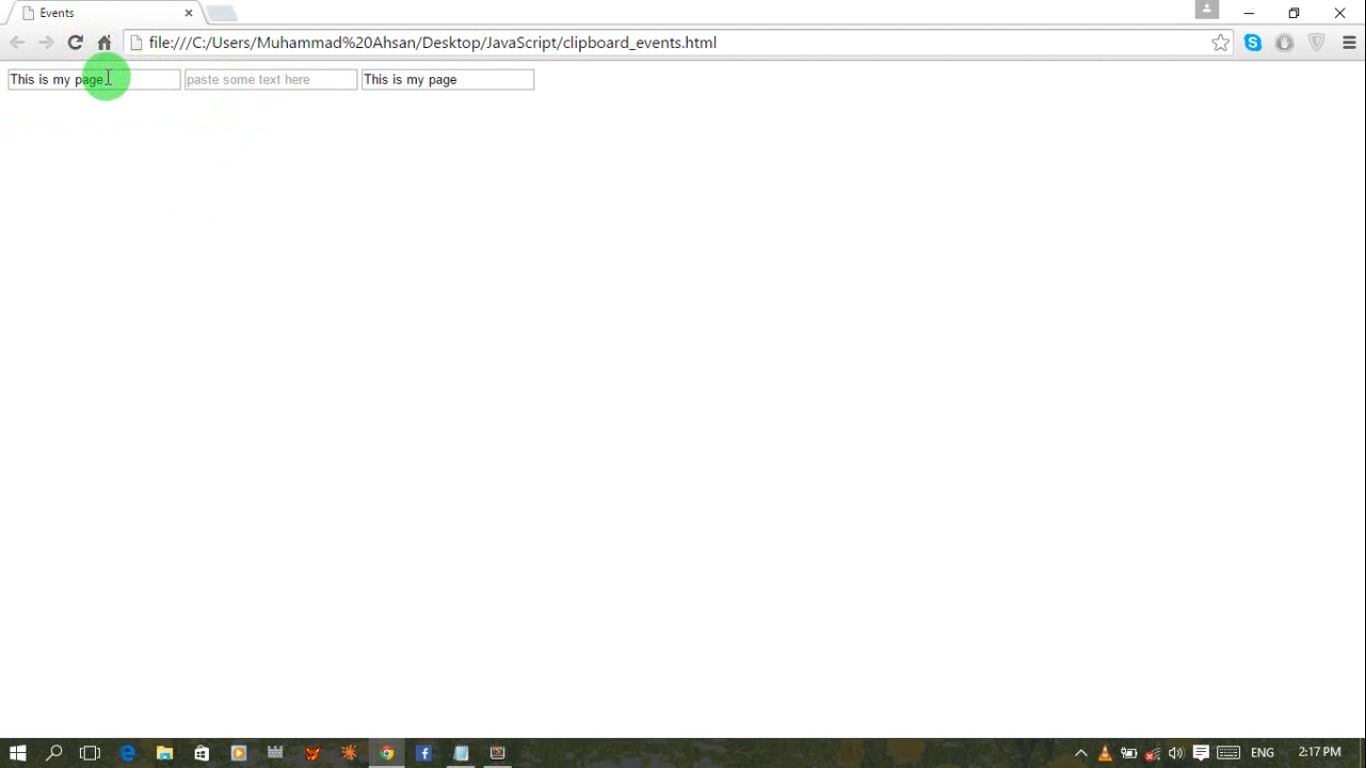 Events
file:///C:/Users/Muhammad%20Ahsan/Desktop/JavaScript/clipboard_events.html
This is my page paste some text here This is my page
ENG 2:17 PM